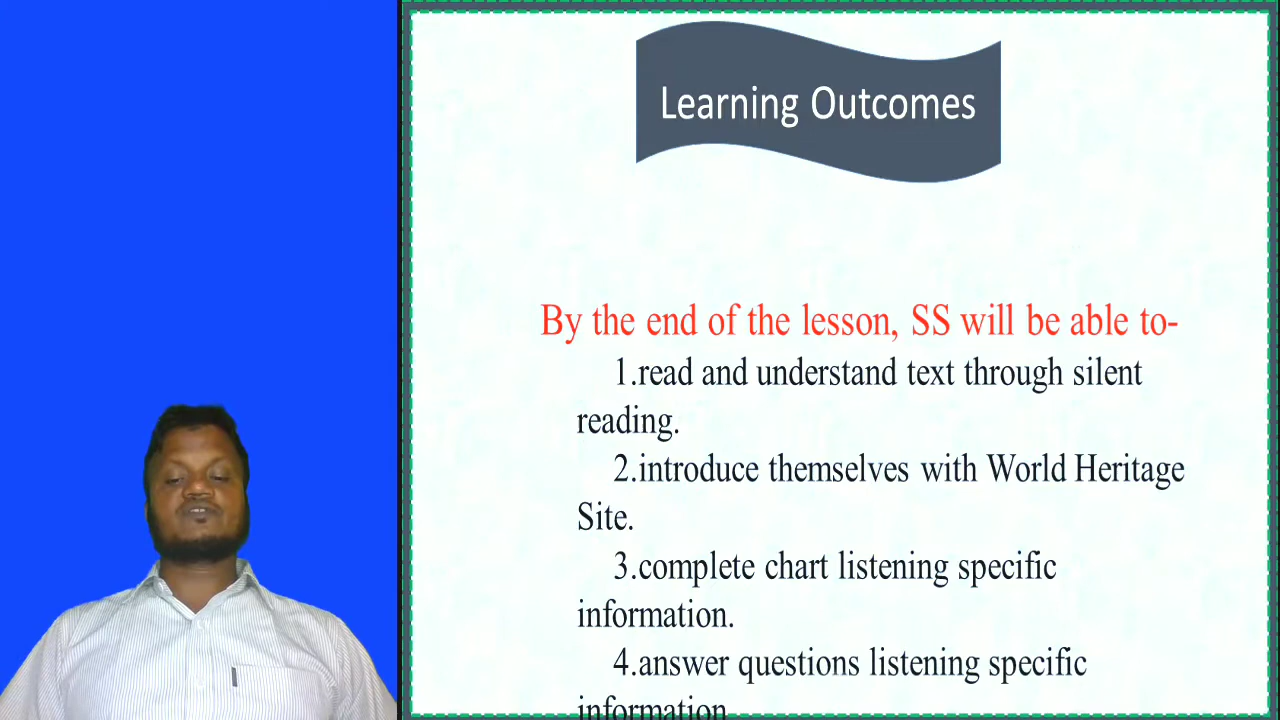 Learning Outcomes
By the end of the lesson, SS will be able to-
1.read and understand text through silent
reading.
2.introduce themselves with World Heritage
Site.
3.complete chart listening specific
information.
4.answer questions listening specific
information